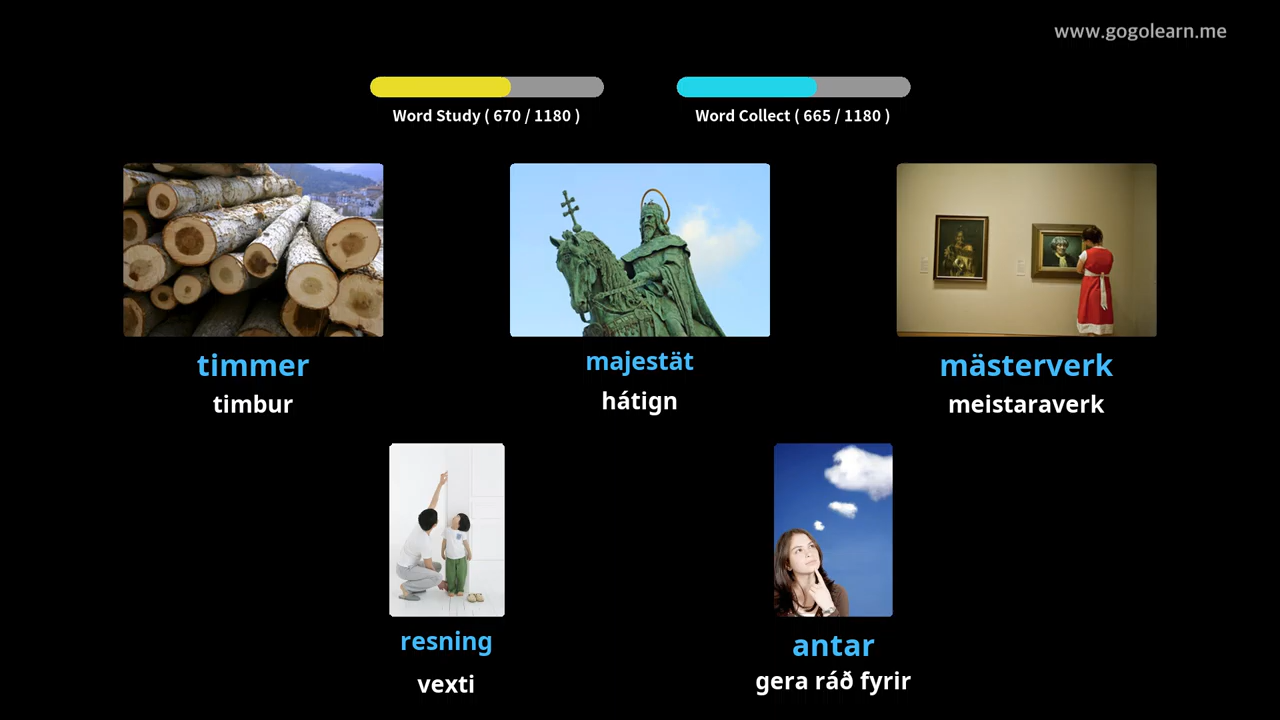 www.gogolearn.me
Word Study ( 670 / 1180 )
Word Collect ( 665 / 1180 )
timmer
timbur
majestät
hátign
mästerverk
meistaraverk
resning
vexti
antar
gera ráð fyrir